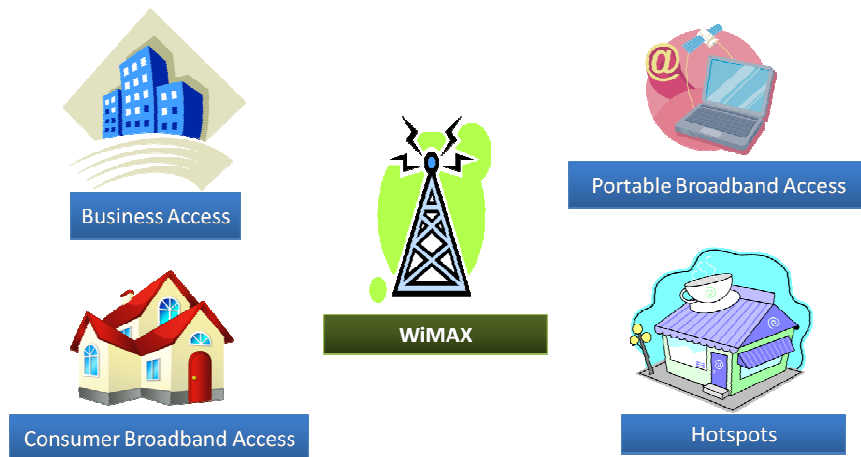 @
Business Access
Portable Broadband Access
WiMAX
Consumer Broadband Access
Hotspots